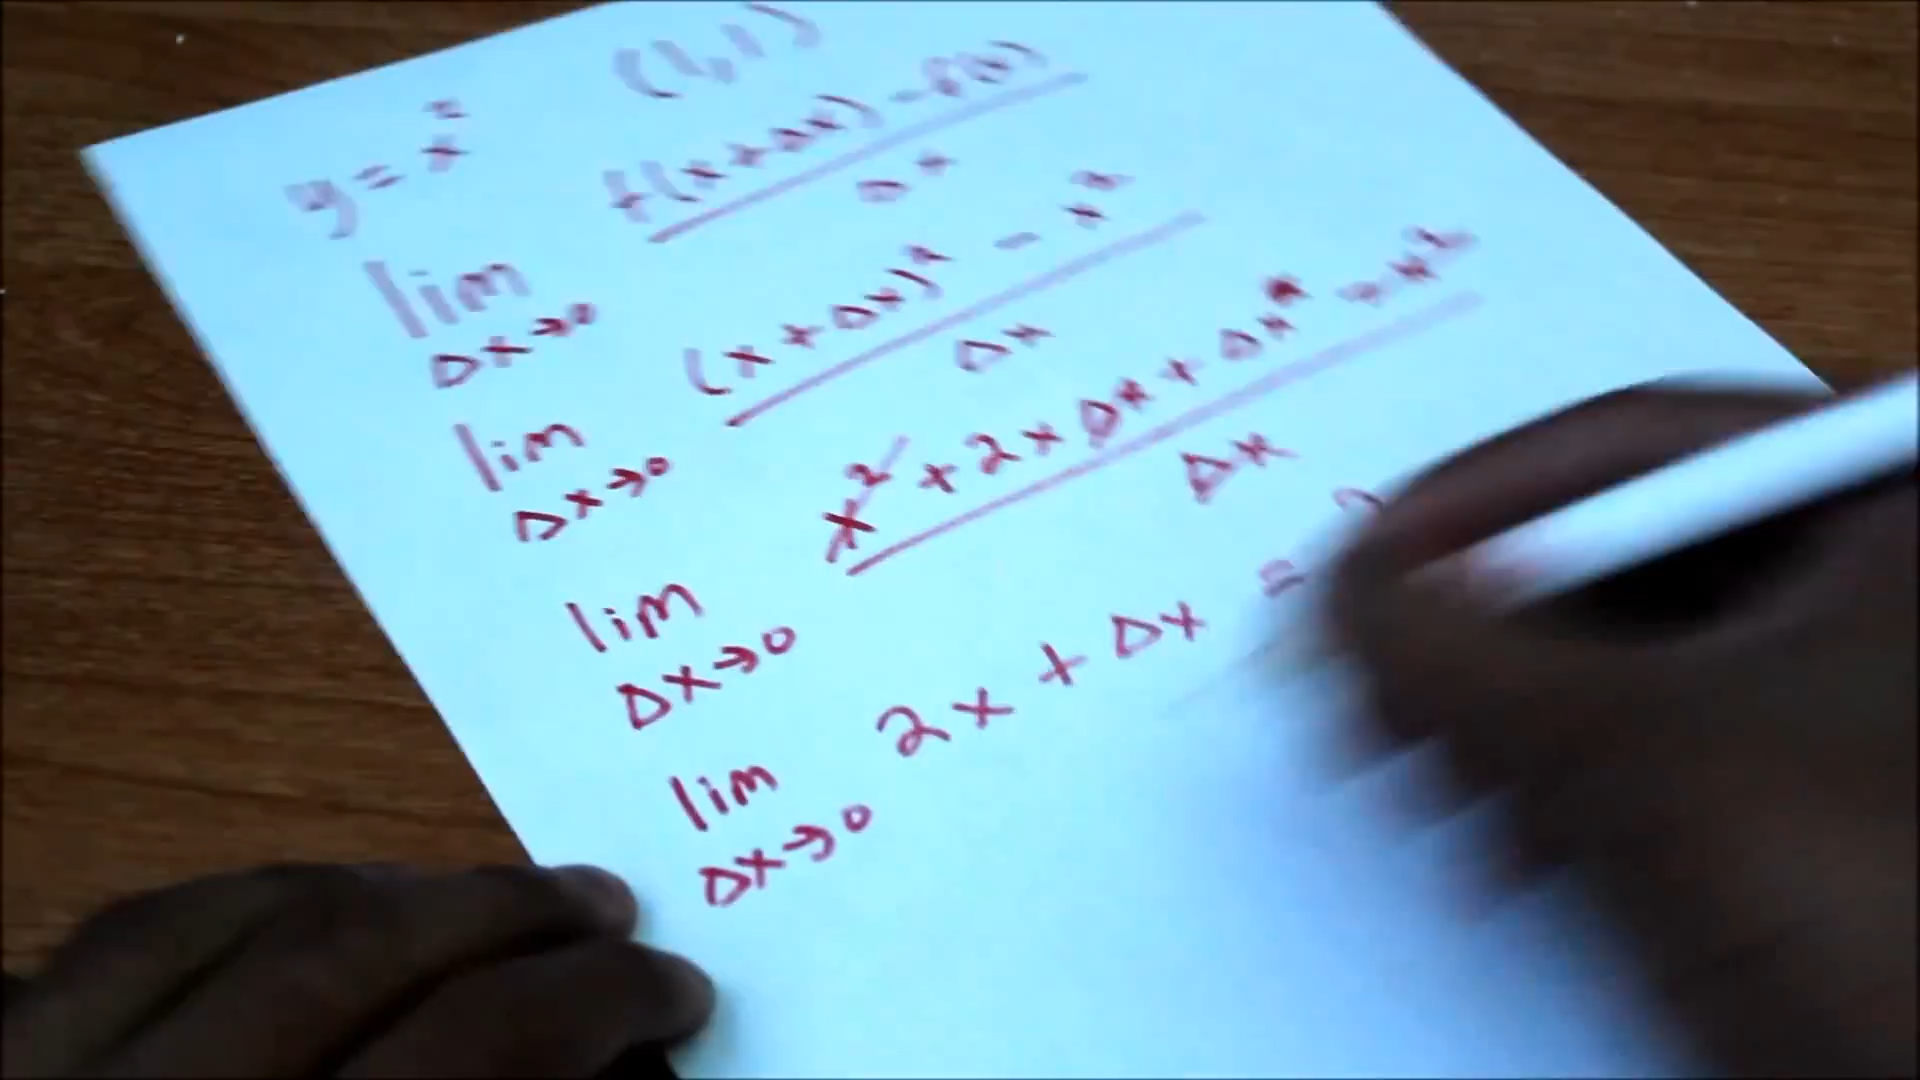 y = x² (1,1)
lim Δx→0 f(x+Δx) - f(x) / Δx
lim Δx→0 (x+Δx)² - x² / Δx
lim Δx→0 x² + 2xΔx + Δx² - x² / Δx
lim Δx→0 2x + Δx =